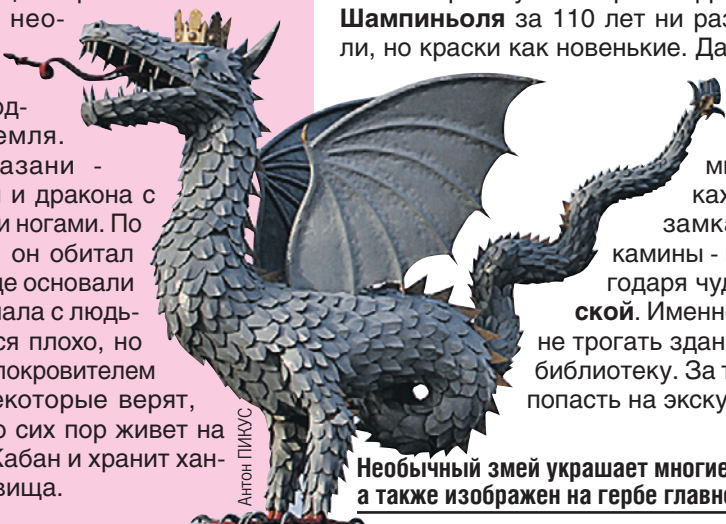 нео-
од-
емля.
азани -
и дракона с
и ногами. По
он обитал
де основали
чала с людь-
ся плохо, но
покровителем
екоторые верят,
о сих пор живет на
Кабан и хранит хан-
вища.
Антон ПИКУС
Шампиньоля за 110 лет ни раз
ли, но краски как новенькие. Да
ках
замка
камины -
годаря чуд
ской. Именно
не трогать здан
библиотеку. За т
попасть на экску
Необычный змей украшает многие
а также изображен на гербе главно